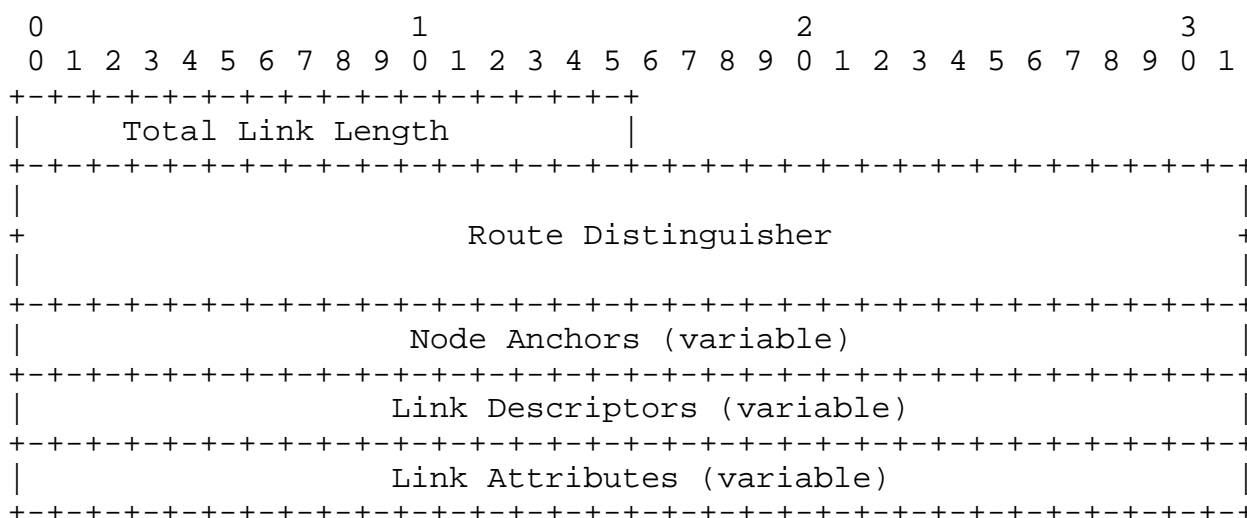 0                   1                   2                   3
 0 1 2 3 4 5 6 7 8 9 0 1 2 3 4 5 6 7 8 9 0 1 2 3 4 5 6 7 8 9 0 1
+-+-+-+-+-+-+-+-+-+-+-+-+-+-+-+-+
|     Total Link Length         |
+-+-+-+-+-+-+-+-+-+-+-+-+-+-+-+-+-+-+-+-+-+-+-+-+-+-+-+-+-+-+-+-+
|                                                               |
+                       Route Distinguisher                     +
|                                                               |
+-+-+-+-+-+-+-+-+-+-+-+-+-+-+-+-+-+-+-+-+-+-+-+-+-+-+-+-+-+-+-+-+
|                    Node Anchors (variable)                    |
+-+-+-+-+-+-+-+-+-+-+-+-+-+-+-+-+-+-+-+-+-+-+-+-+-+-+-+-+-+-+-+-+
|                   Link Descriptors (variable)                 |
+-+-+-+-+-+-+-+-+-+-+-+-+-+-+-+-+-+-+-+-+-+-+-+-+-+-+-+-+-+-+-+-+
|                   Link Attributes (variable)                  |
+-+-+-+-+-+-+-+-+-+-+-+-+-+-+-+-+-+-+-+-+-+-+-+-+-+-+-+-+-+-+-+-+